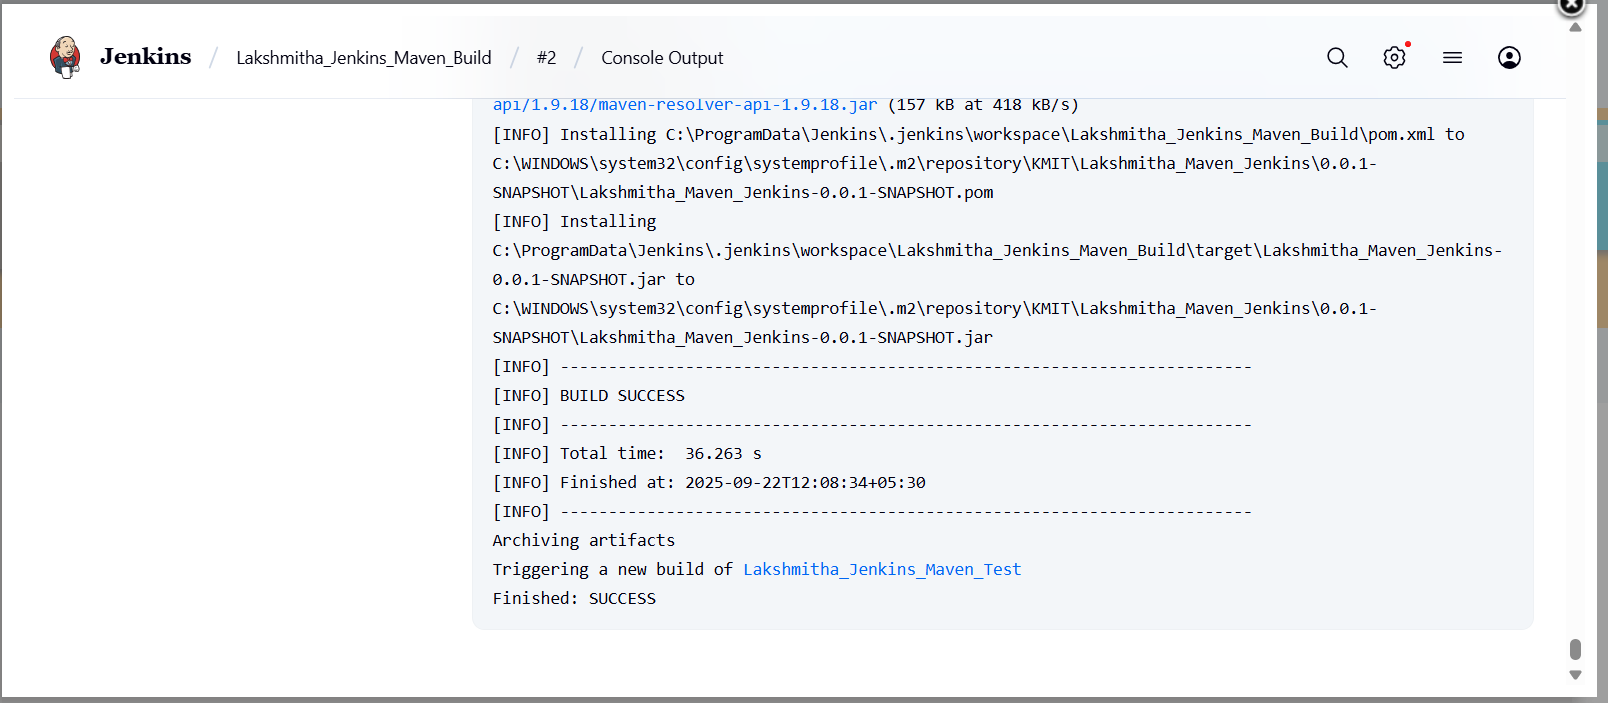 Jenkins / Lakshmitha_Jenkins_Maven_Build / #2 / Console Output
api/1.9.18/maven-resolver-api-1.9.18.jar (157 kB at 418 kB/s)
[INFO] Installing C:\ProgramData\Jenkins\.jenkins\workspace\Lakshmitha_Jenkins_Maven_Build\pom.xml to
C:\WINDOWS\system32\config\systemprofile\.m2\repository\KMIT\Lakshmitha_Maven_Jenkins\0.0.1-
SNAPSHOT\Lakshmitha_Maven_Jenkins-0.0.1-SNAPSHOT.pom
[INFO] Installing
C:\ProgramData\Jenkins\.jenkins\workspace\Lakshmitha_Jenkins_Maven_Build\target\Lakshmitha_Maven_Jenkins-
0.0.1-SNAPSHOT.jar to
C:\WINDOWS\system32\config\systemprofile\.m2\repository\KMIT\Lakshmitha_Maven_Jenkins\0.0.1-
SNAPSHOT\Lakshmitha_Maven_Jenkins-0.0.1-SNAPSHOT.jar
[INFO] ------------------------------------------------------------------------
[INFO] BUILD SUCCESS
[INFO] ------------------------------------------------------------------------
[INFO] Total time:  36.263 s
[INFO] Finished at: 2025-09-22T12:08:34+05:30
[INFO] ------------------------------------------------------------------------
Archiving artifacts
Triggering a new build of Lakshmitha_Jenkins_Maven_Test
Finished: SUCCESS